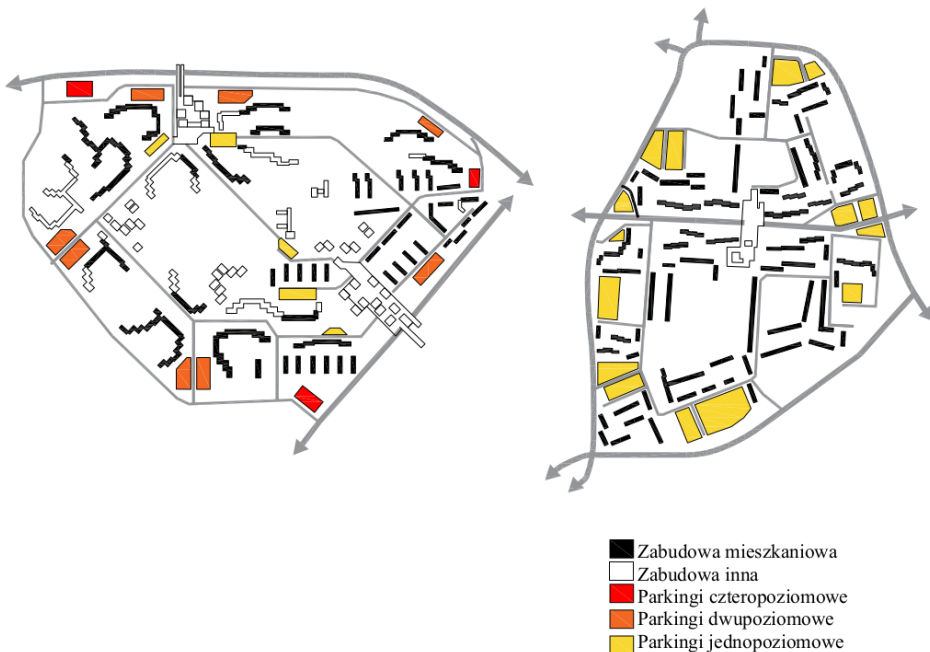 Zabudowa mieszkaniowa
Zabudowa inna
Parkingi czteropoziomowe
Parkingi dwupoziomowe
Parkingi jednopoziomowe